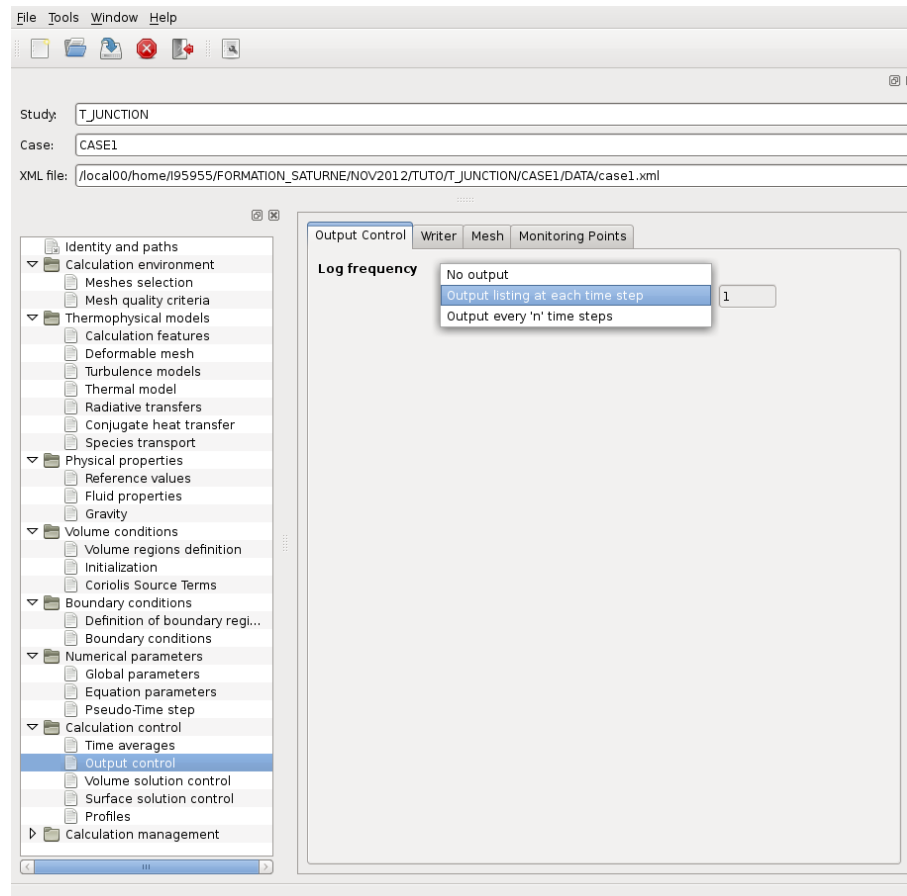 File Tools Window Help
Study: T_JUNCTION
Case: CASE1
XML file: /local00/home/I95955/FORMATION_SATURNE/NOV2012/TUTO/T_JUNCTION/CASE1/DATA/case1.xml
Identity and paths
Calculation environment
Meshes selection
Mesh quality criteria
Thermophysical models
Calculation features
Deformable mesh
Turbulence models
Thermal model
Radiative transfers
Conjugate heat transfer
Species transport
Physical properties
Reference values
Fluid properties
Gravity
Volume conditions
Volume regions definition
Initialization
Coriolis Source Terms
Boundary conditions
Definition of boundary regi...
Boundary conditions
Numerical parameters
Global parameters
Equation parameters
Pseudo-Time step
Calculation control
Time averages
Output control
Volume solution control
Surface solution control
Profiles
Calculation management
Output Control Writer Mesh Monitoring Points
Log frequency
No output
Output listing at each time step 1
Output every 'n' time steps